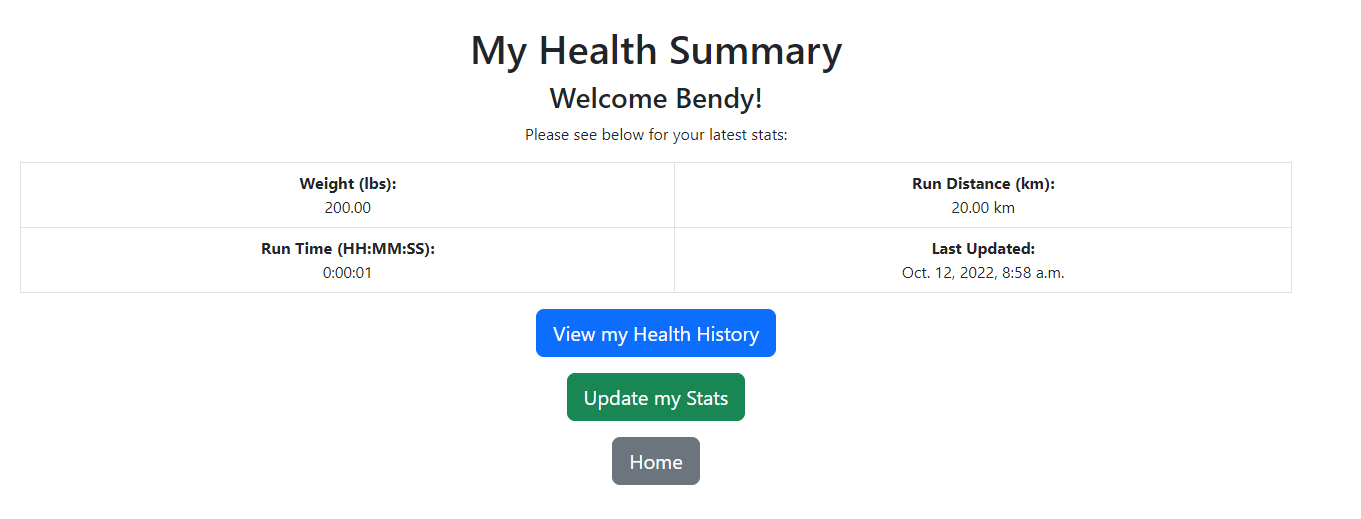 My Health Summary
Welcome Bendy!
Please see below for your latest stats:
Weight (lbs):
200.00
Run Distance (km):
20.00 km
Run Time (HH:MM:SS):
0:00:01
Last Updated:
Oct. 12, 2022, 8:58 a.m.
View my Health History
Update my Stats
Home